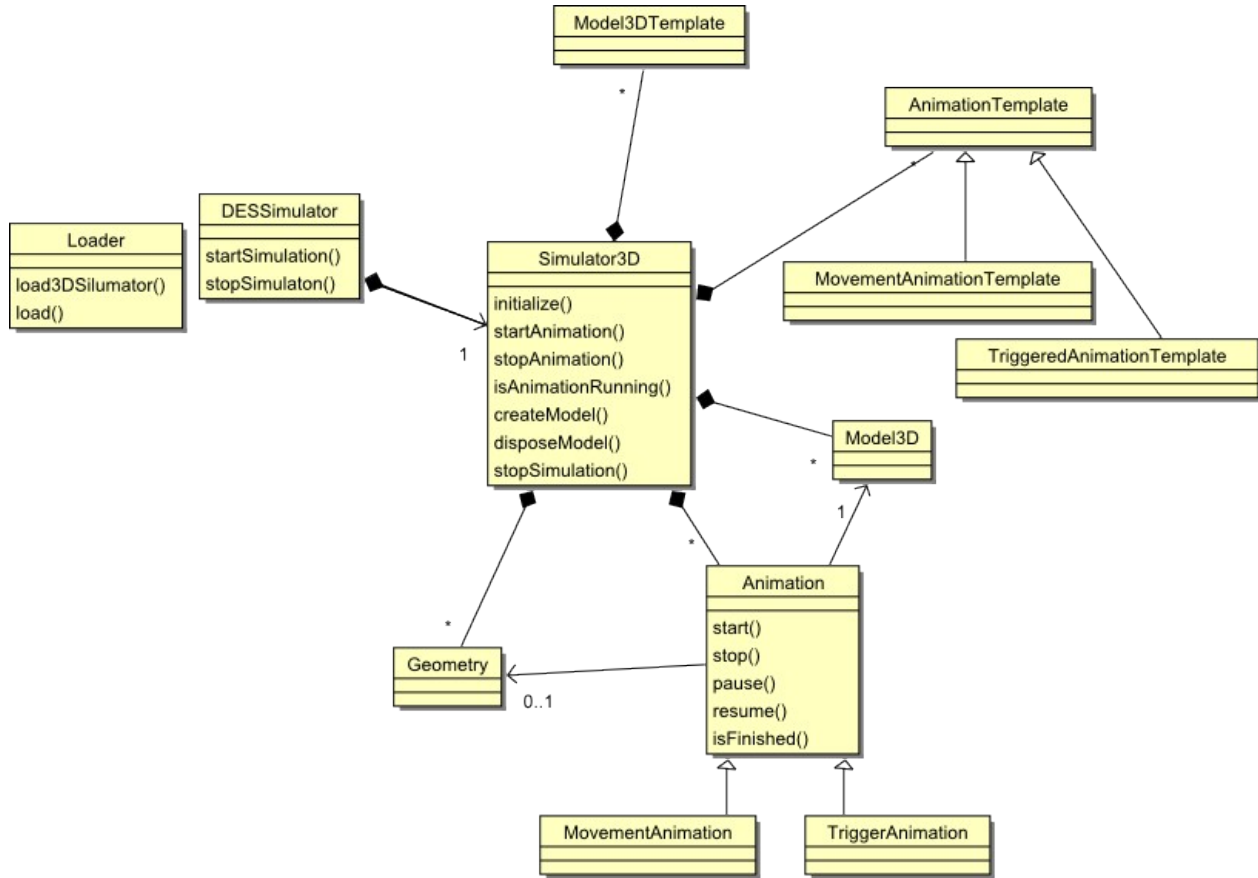 Model3DTemplate
*
AnimationTemplate
*
DESSimulator
startSimulation()
stopSimulaton()
Loader
load3DSilumator()
load()
1
Simulator3D
initialize()
startAnimation()
stopAnimation()
isAnimationRunning()
createModel()
disposeModel()
stopSimulation()
MovementAnimationTemplate
TriggeredAnimationTemplate
Model3D
*
1
*
Animation
start()
stop()
pause()
resume()
isFinished()
*
Geometry
0..1
MovementAnimation
TriggerAnimation